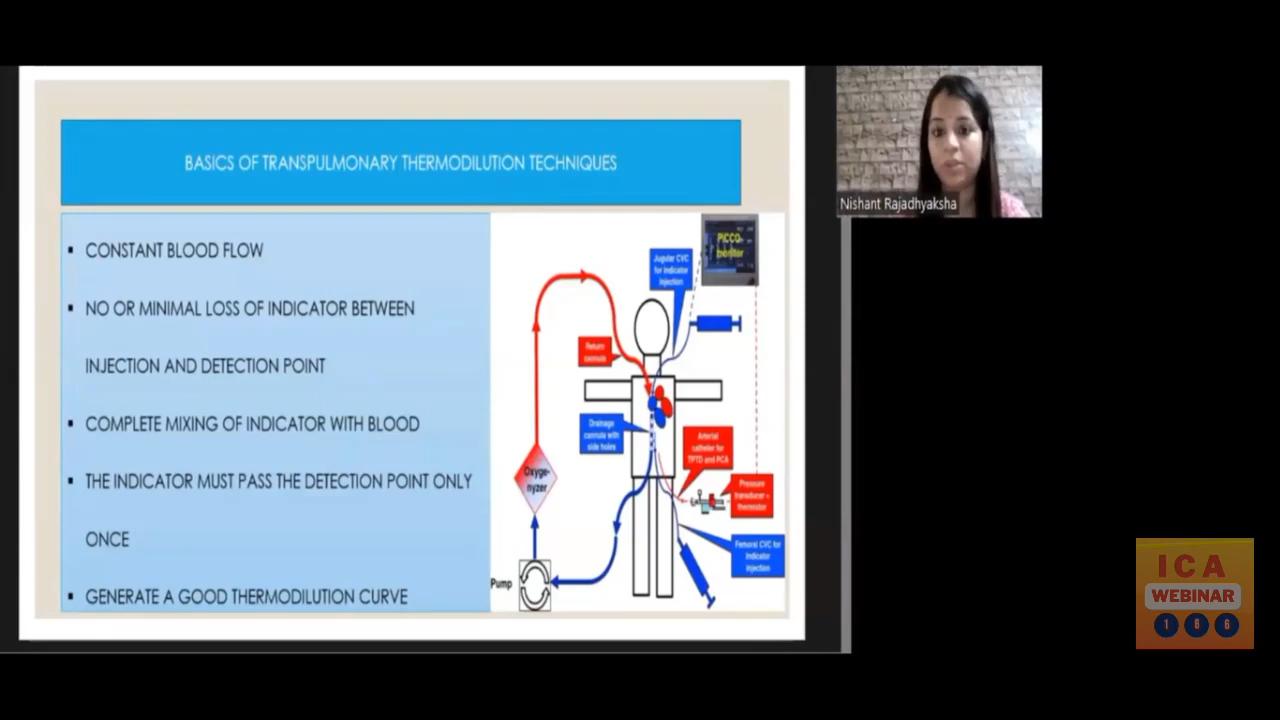 BASICS OF TRANSPULMONARY THERMODILUTION TECHNIQUES
▪ CONSTANT BLOOD FLOW
▪ NO OR MINIMAL LOSS OF INDICATOR BETWEEN
INJECTION AND DETECTION POINT
▪ COMPLETE MIXING OF INDICATOR WITH BLOOD
▪ THE INDICATOR MUST PASS THE DETECTION POINT ONLY
ONCE
▪ GENERATE A GOOD THERMODILUTION CURVE
PiCCO
monitor
Jugular CVC
for indicator
injection
Return
cannula
Drainage
cannula with
side holes
Arterial
catheter for
TPTD and PCA
Oxyge-
nyzer
Pressure
transducer +
thermistor
Femoral CVC for
indicator
injection
Pump
Nishant Rajadhyaksha
ICA
WEBINAR
166